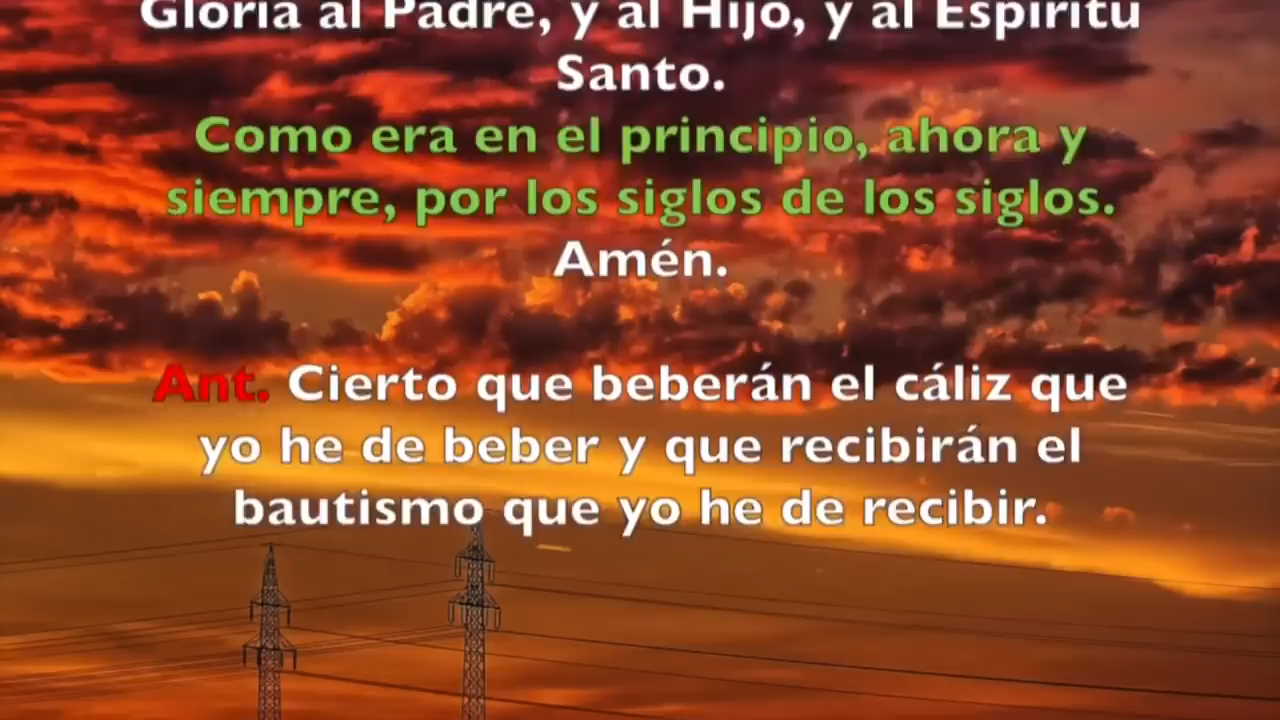 Gloria al Padre, y al Hijo, y al Espíritu
Santo.
Como era en el principio, ahora y
siempre, por los siglos de los siglos.
Amén.
Ant. Cierto que beberán el cáliz que
yo he de beber y que recibirán el
bautismo que yo he de recibir.